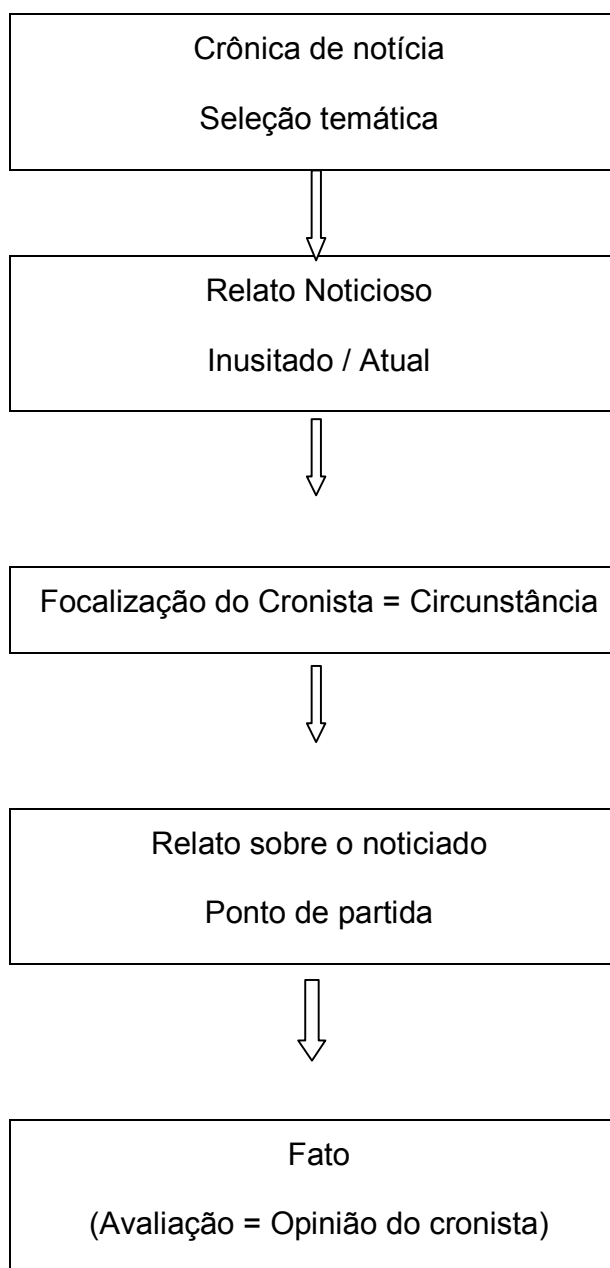 Crônica de notícia
Seleção temática
Relato Noticioso
Inusitado / Atual
Focalização do Cronista = Circunstância
Relato sobre o noticiado
Ponto de partida
Fato
(Avaliação = Opinião do cronista)